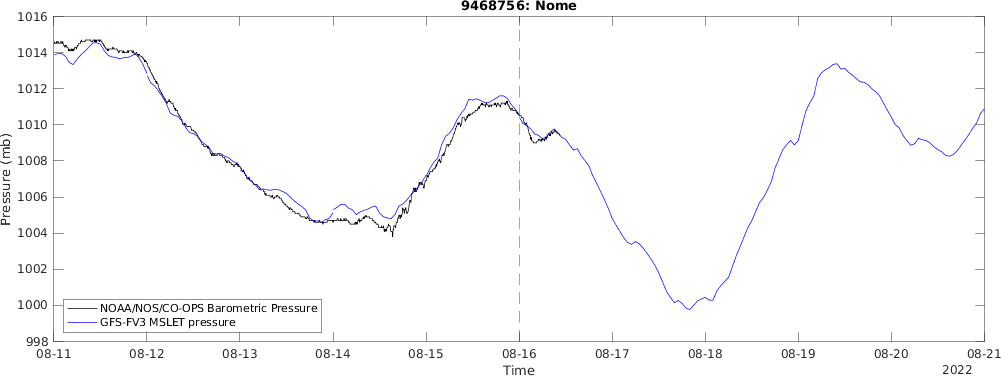 9468756: Nome
1016
1014
1012
1010
1008
1006
1004
1002
1000
998
Pressure (mb)
NOAA/NOS/CO-OPS Barometric Pressure
GFS-FV3 MSLET pressure
08-11 08-12 08-13 08-14 08-15 08-16 08-17 08-18 08-19 08-20 08-21
Time
2022